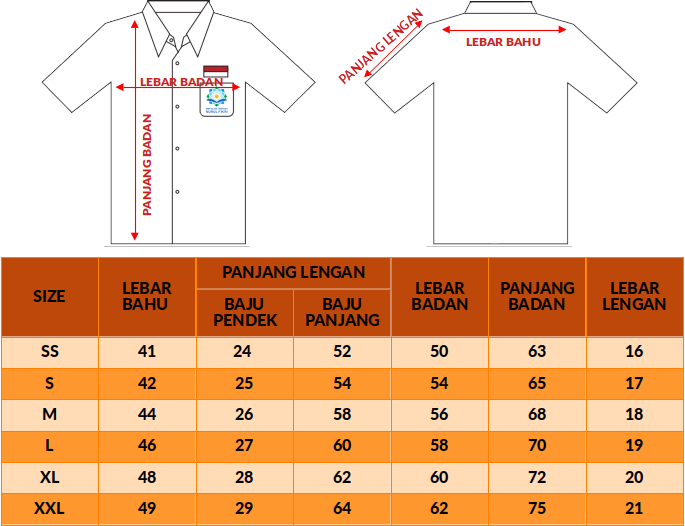 PANJANG LENGAN
LEBAR BAHU
LEBAR BADAN
PANJANG BADAN
SIZE
LEBAR
BAHU
PANJANG LENGAN
BAJU
PENDEK
BAJU
PANJANG
LEBAR
BADAN
PANJANG
BADAN
LEBAR
LENGAN
SS 41 24 52 50 63 16
S 42 25 54 54 65 17
M 44 26 58 56 68 18
L 46 27 60 58 70 19
XL 48 28 62 60 72 20
XXL 49 29 64 62 75 21